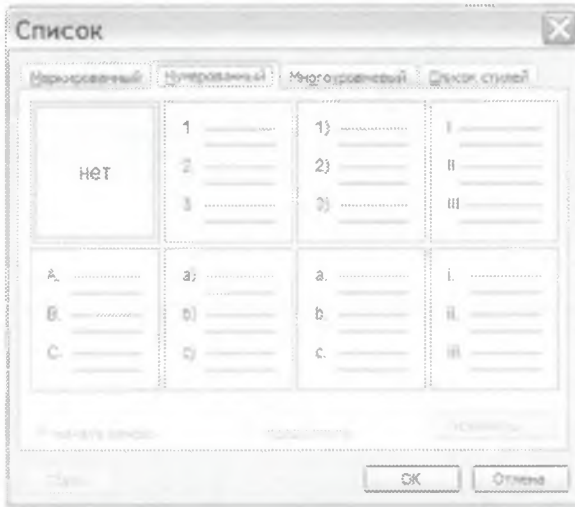 Список
Маркированный Нумерованный Многоуровневый Список стилей
нет
1
2
3
1)
2)
3)
I
II
III
A.
B.
C.
a)
b)
c)
a.
b.
c.
i.
ii.
iii.
OK Отмена